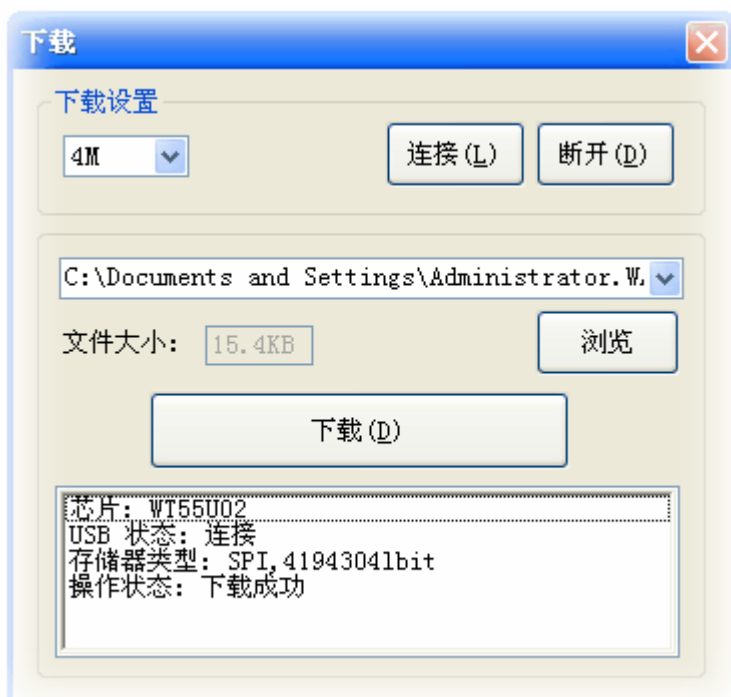 下载
下载设置
4M 连接(L) 断开(D)
C:\Documents and Settings\Administrator.W
文件大小: 15.4KB 浏览
下载(D)
芯片: WT55U02
USB 状态: 连接
存储器类型: SPI,4194304lbit
操作状态: 下载成功